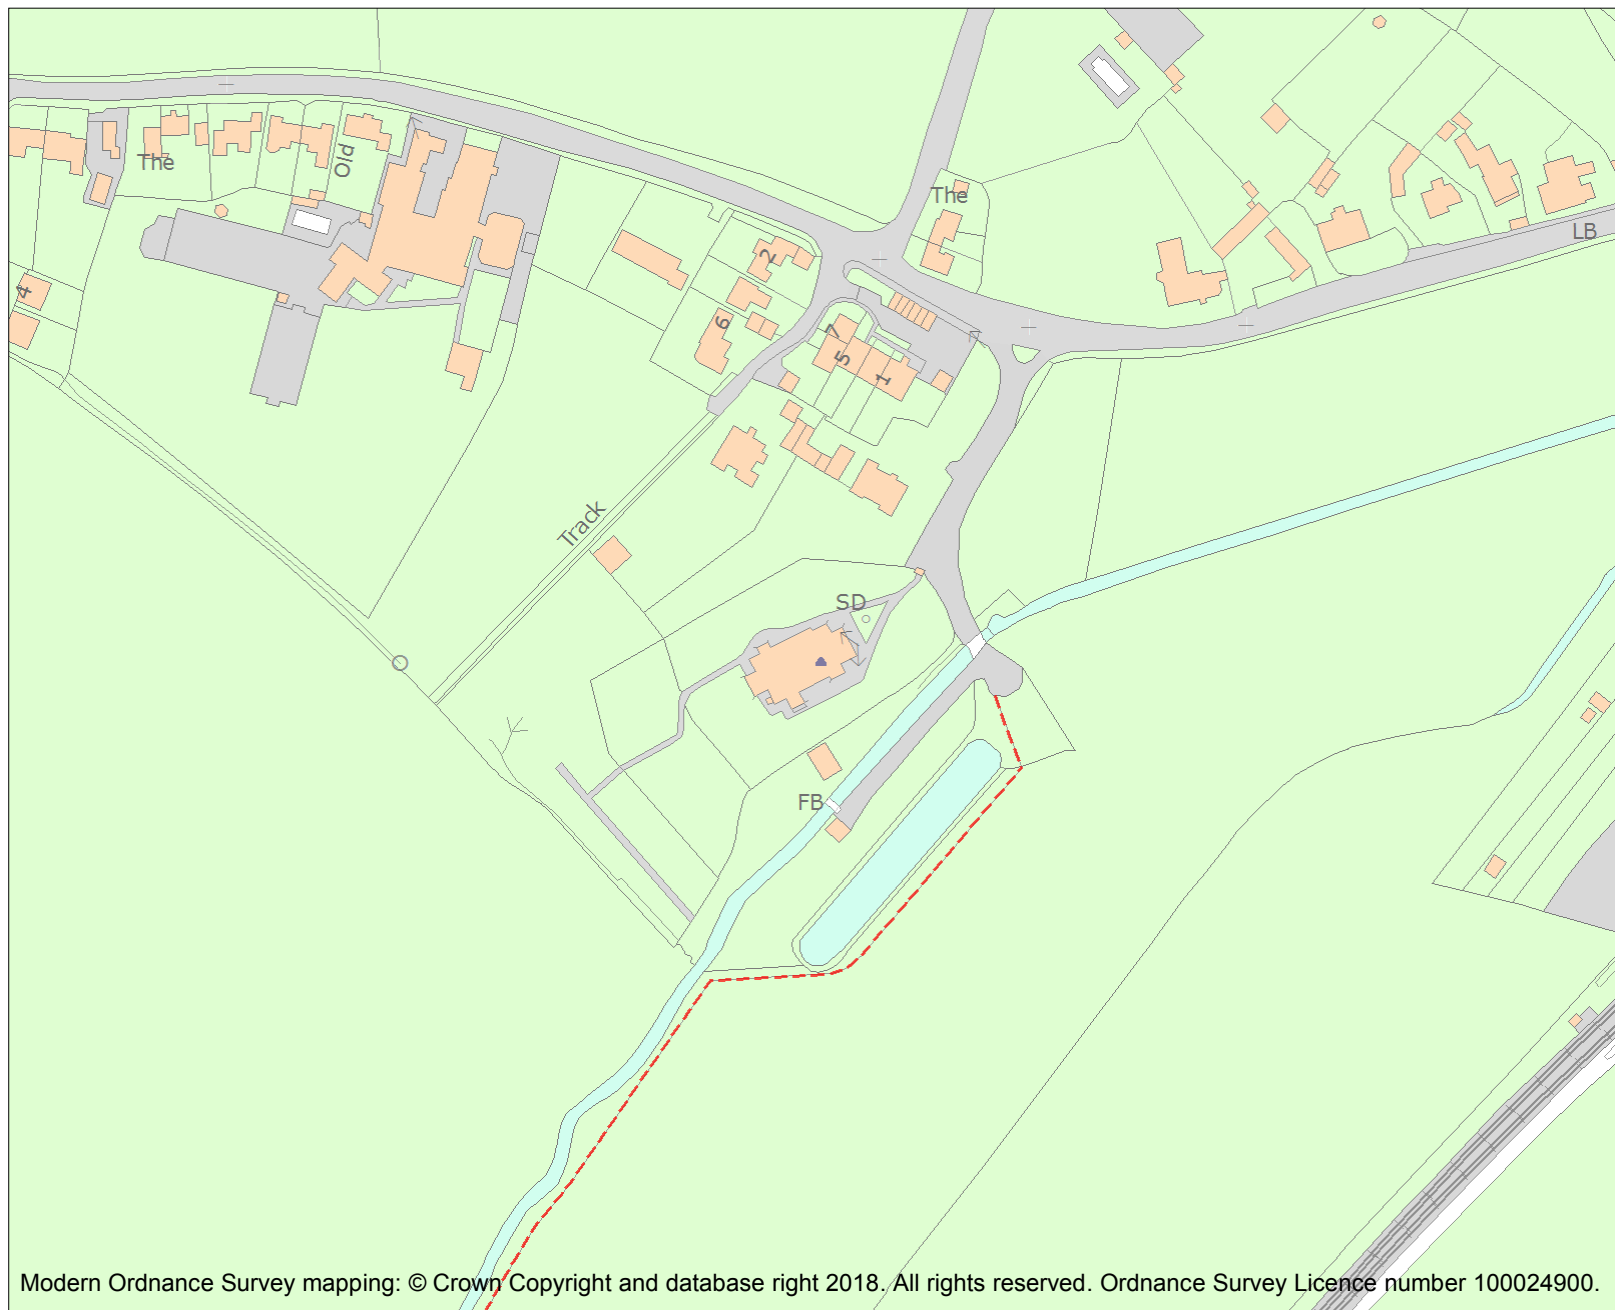 The
Old
The
LB
4
2
6
7
5
1
Track
SD
FB
Modern Ordnance Survey mapping: © Crown Copyright and database right 2018. All rights reserved. Ordnance Survey Licence number 100024900.